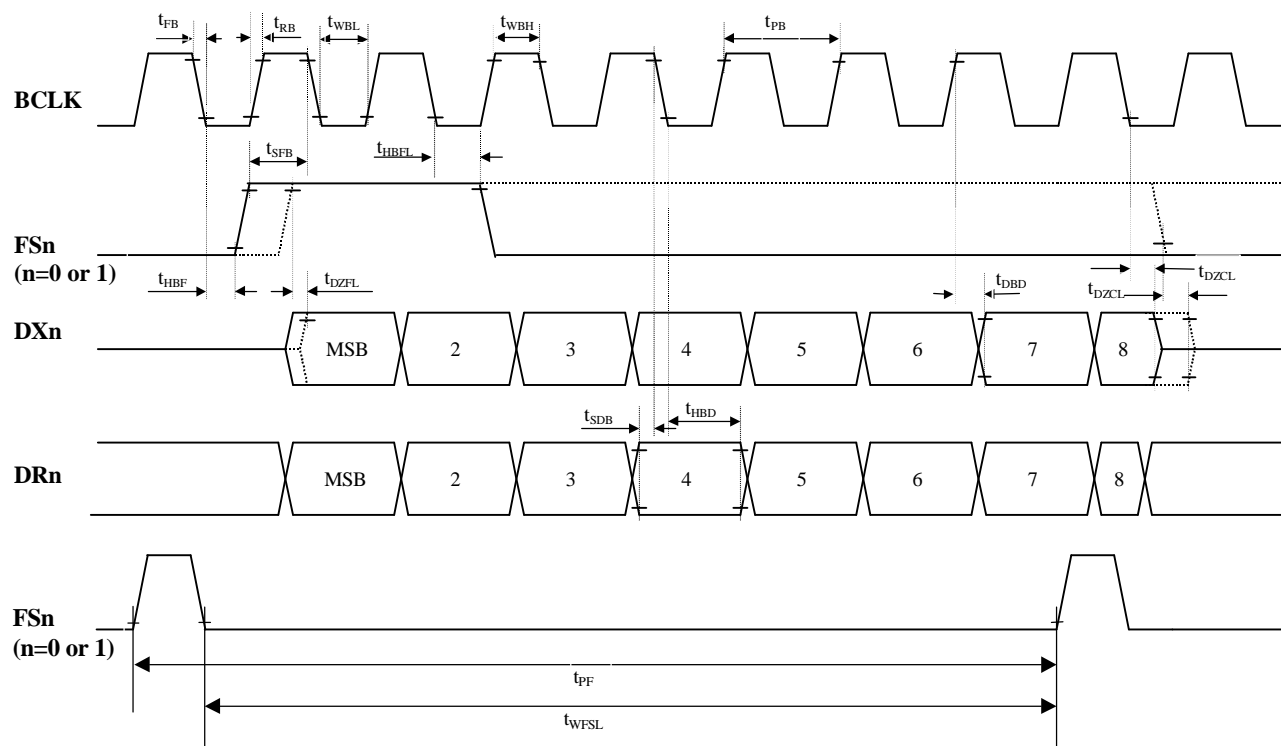 tFB tRB tWBL tWBH tPB
BCLK
tSFB tHBFL
FSn
(n=0 or 1)
tHBF tDZFL tDBD tDZCL tDZCL
DXn
MSB 2 3 4 5 6 7 8
tSDB tHBD
DRn
MSB 2 3 4 5 6 7 8
FSn
(n=0 or 1)
tPF
tWFSL